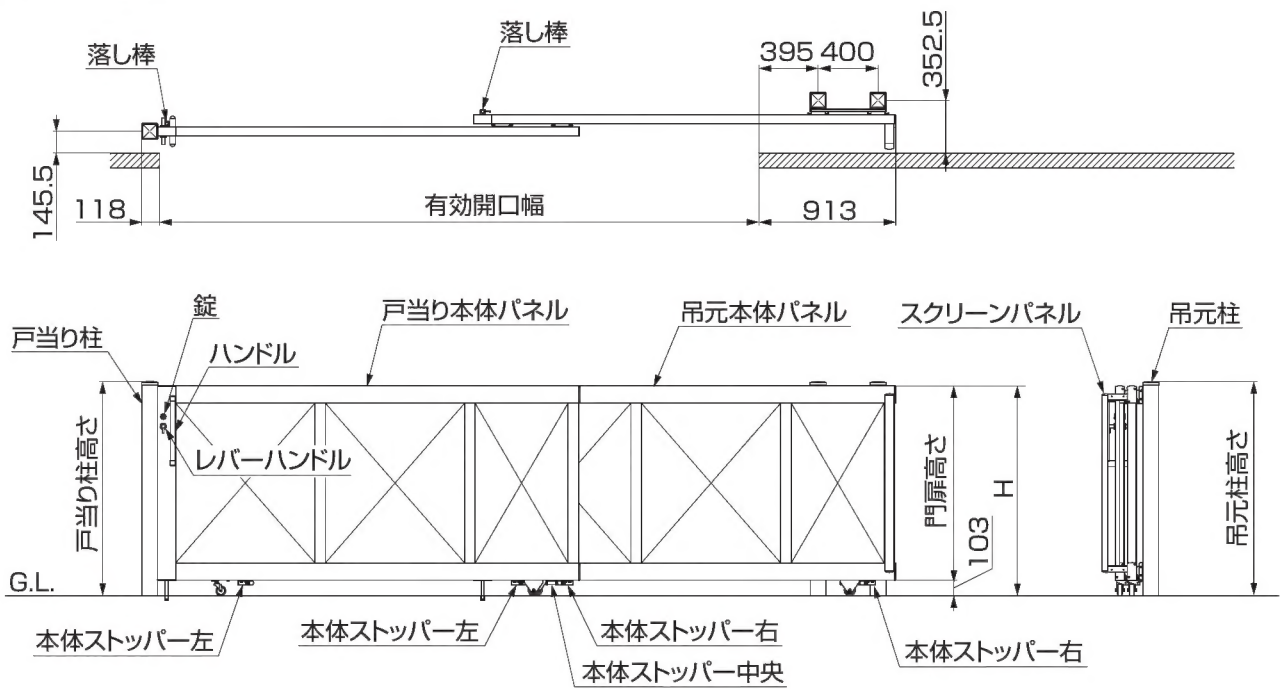 落し棒
落し棒
395
400
352.5
145.5
118
有効開口幅
913
錠
戸当り本体パネル
吊元本体パネル
スクリーンパネル
吊元柱
戸当り柱
ハンドル
レバーハンドル
戸当り柱高さ
門扉高さ
H
103
吊元柱高さ
G.L.
本体ストッパー左
本体ストッパー左
本体ストッパー右
本体ストッパー中央
本体ストッパー右